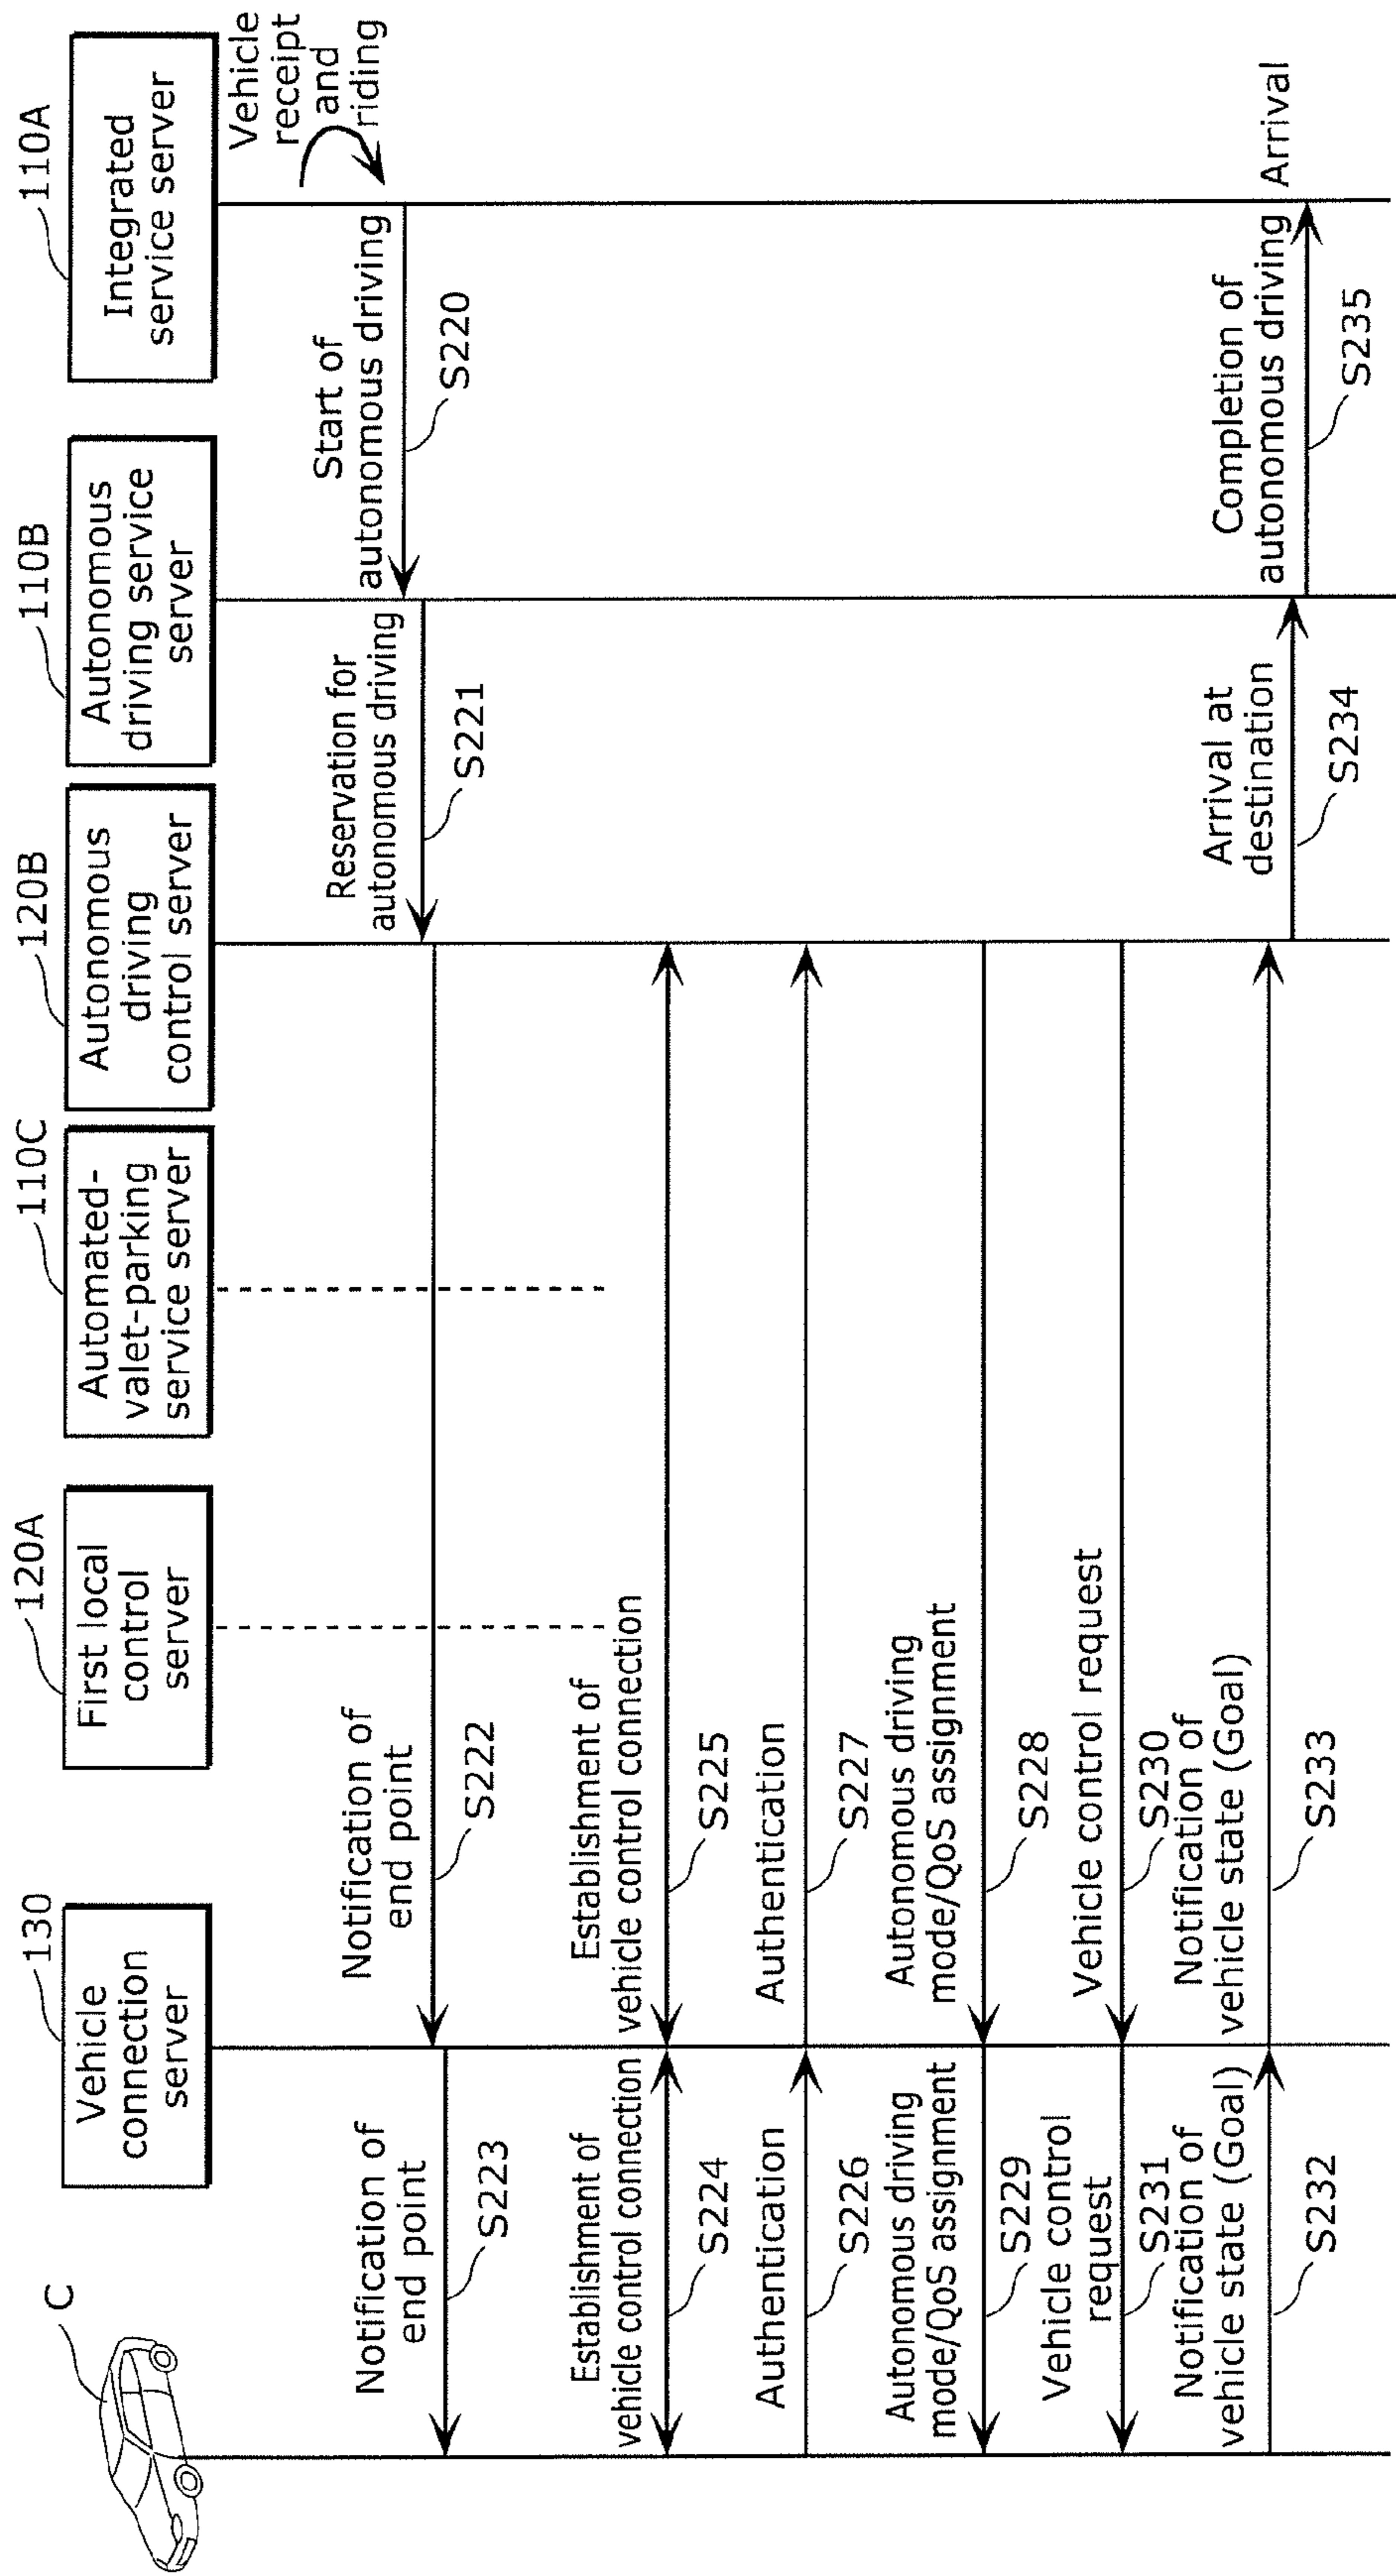 C
130
Vehicle
connection
server
120A
First local
control
server
110C
Automated-
valet-parking
service server
120B
Autonomous
driving
control server
110B
Autonomous
driving service
server
110A
Integrated
service server
Vehicle
receipt
and
riding
Start of
autonomous driving
S220
Reservation for
autonomous driving
S221
Notification of
end point
S222
Notification of
end point
S223
Establishment of
vehicle control connection
S224
Establishment of
vehicle control connection
S225
Authentication
S226
Authentication
S227
Autonomous driving
mode/QoS assignment
S228
Autonomous driving
mode/QoS assignment
S229
Vehicle control request
S230
Vehicle control
request
S231
Notification of
vehicle state (Goal)
S232
Notification of
vehicle state (Goal)
S233
Arrival at
destination
S234
Completion of
autonomous driving
S235
Arrival